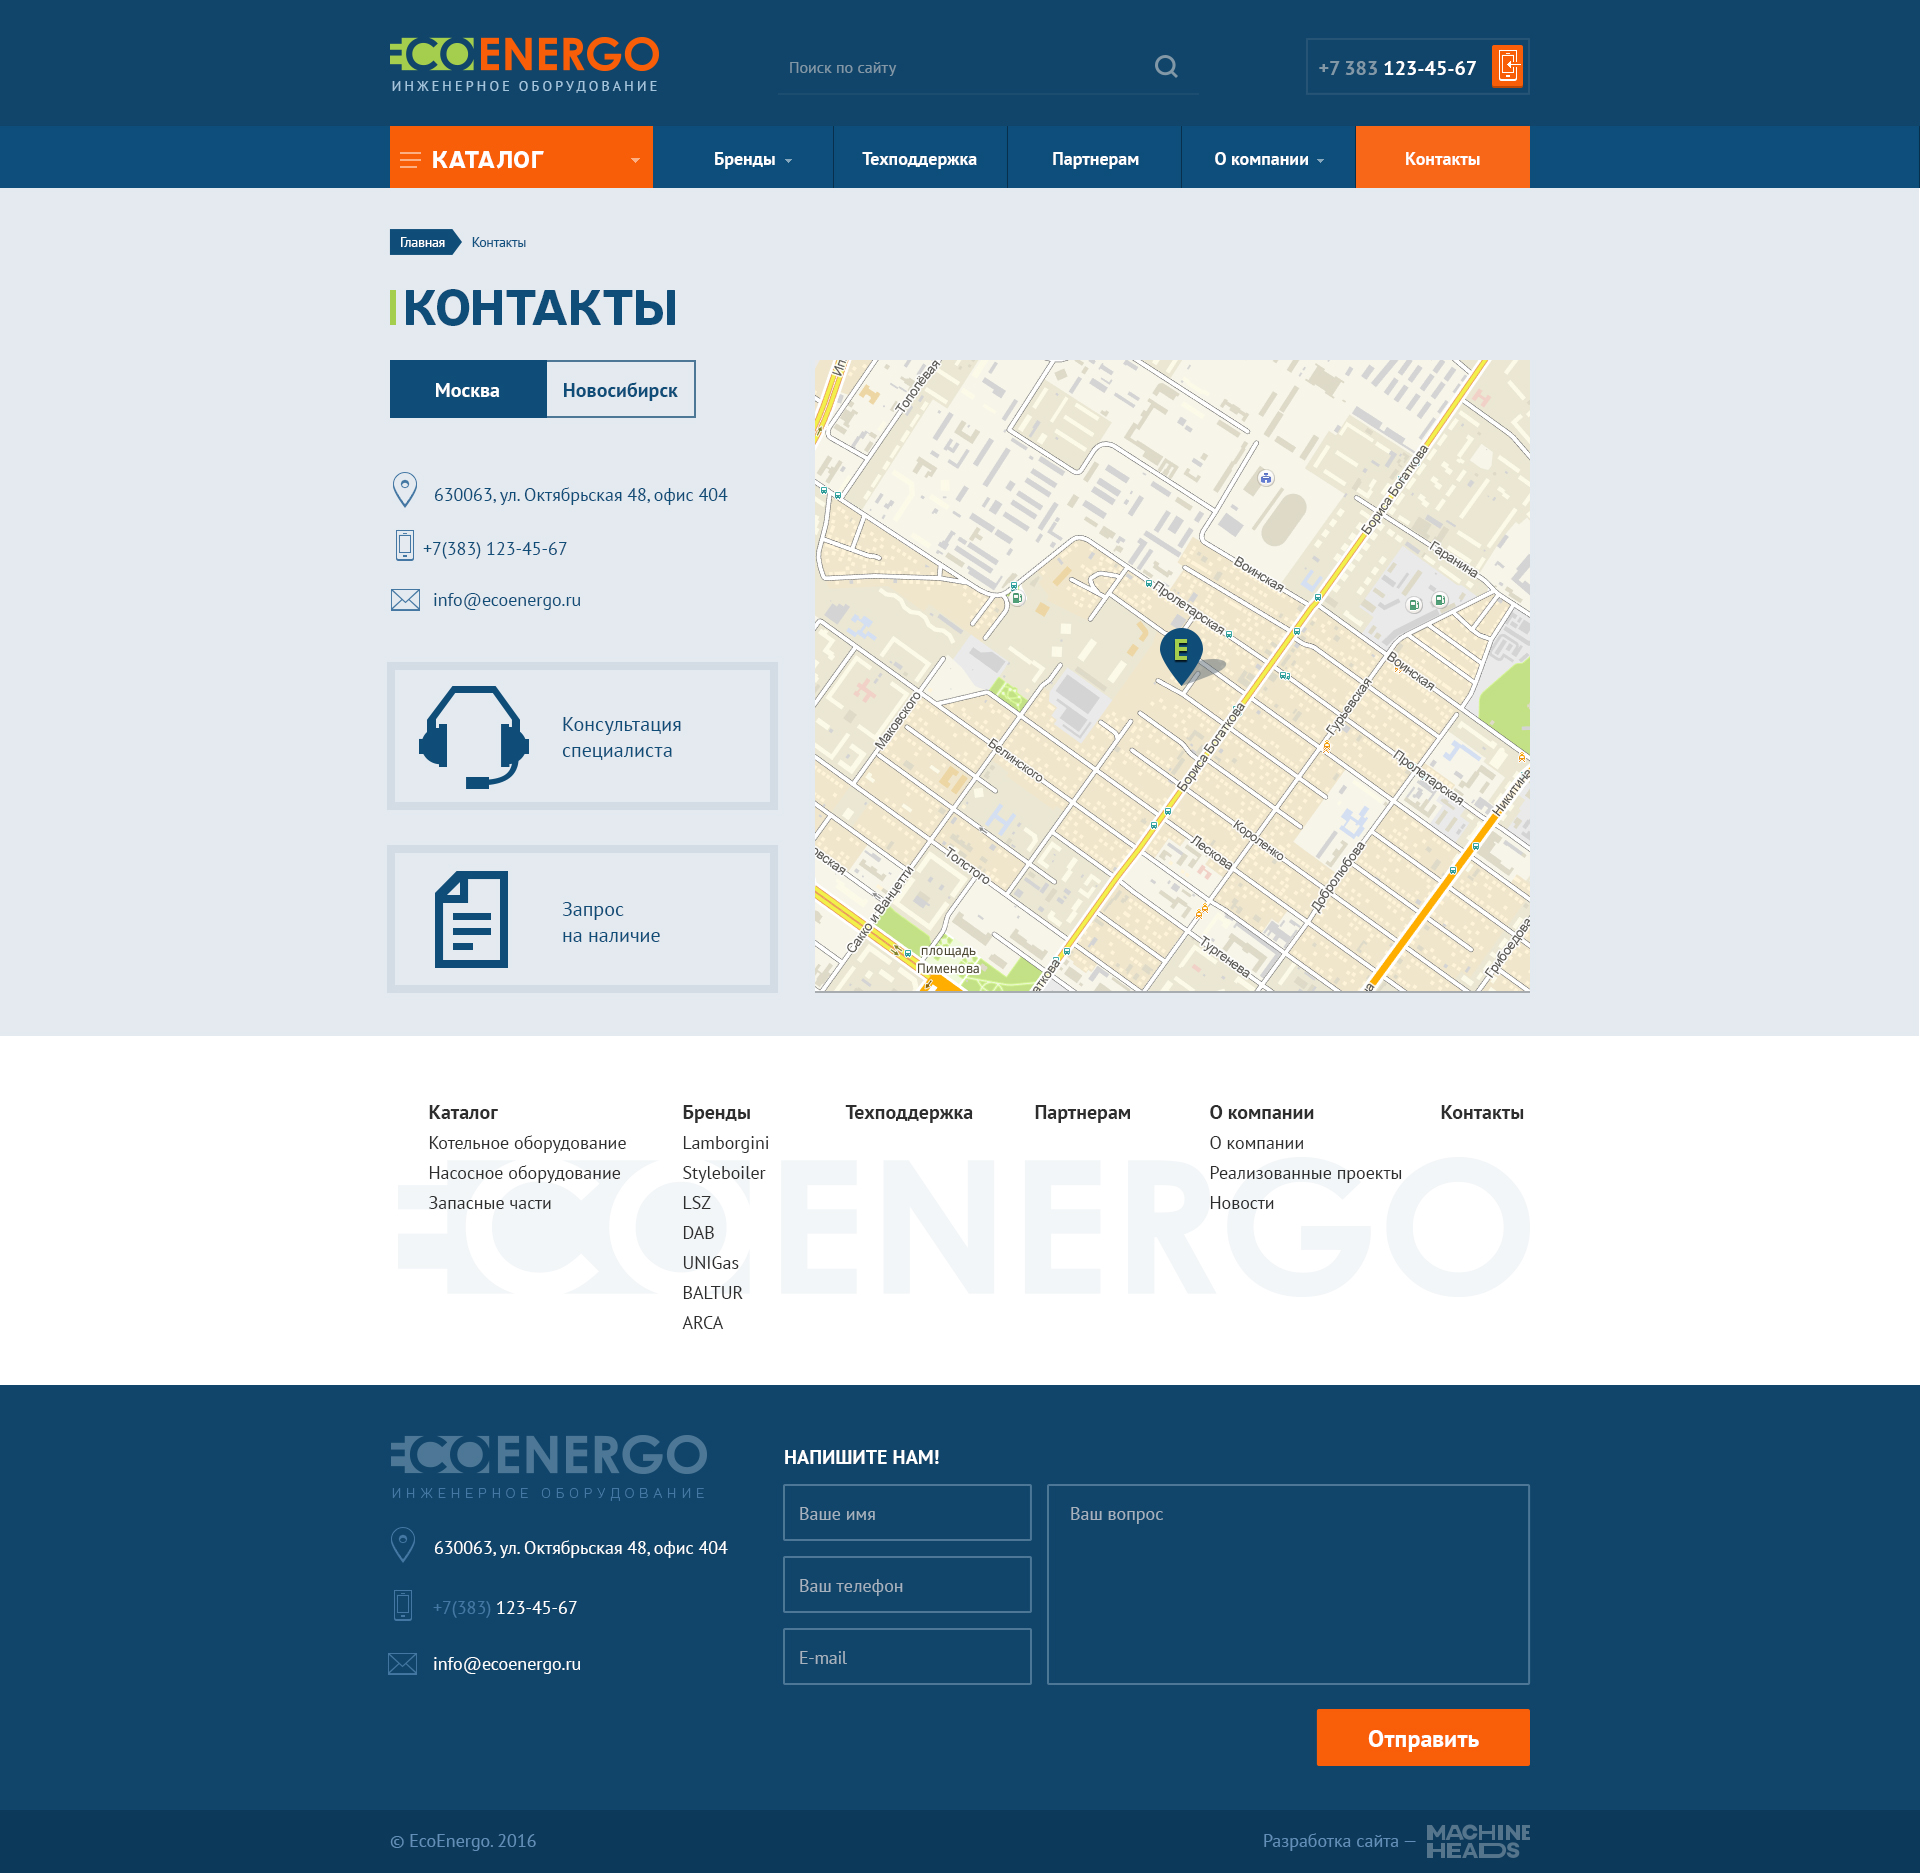 ECOENERGO
ИНЖЕНЕРНОЕ ОБОРУДОВАНИЕ
Поиск по сайту
+7 383 123-45-67
КАТАЛОГ
Бренды
Техподдержка
Партнерам
О компании
Контакты
Главная
Контакты
КОНТАКТЫ
Москва
Новосибирск
630063, ул. Октябрьская 48, офис 404
+7(383) 123-45-67
info@ecoenergo.ru
Консультация
специалиста
Запрос
на наличие
Тополёвая
Бориса Богаткова
Гаранина
Воинская
Пролетарская
E
Воинская
Гурьевская
Маковского
Белинского
Бориса Богаткова
Пролетарская
Никитина
Короленко
Лескова
Толстого
Добролюбова
Сакко и Ванцетти
Тургенева
Грибоедова
площадь
Пименова
Каталог
Котельное оборудование
Насосное оборудование
Запасные части
Бренды
Lamborgini
Styleboiler
LSZ
DAB
UNIGas
BALTUR
ARCA
Техподдержка
Партнерам
О компании
О компании
Реализованные проекты
Новости
Контакты
ECOENERGO
ECOENERGO
ИНЖЕНЕРНОЕ ОБОРУДОВАНИЕ
630063, ул. Октябрьская 48, офис 404
+7(383) 123-45-67
info@ecoenergo.ru
НАПИШИТЕ НАМ!
Ваше имя
Ваш телефон
E-mail
Ваш вопрос
Отправить
© EcoEnergo. 2016
Разработка сайта —
MACHINE
HEADS